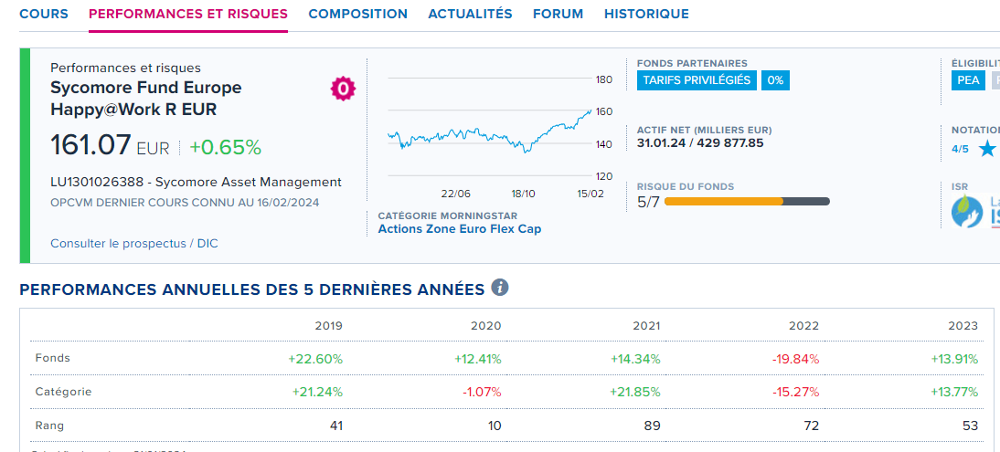 COURS PERFORMANCES ET RISQUES COMPOSITION ACTUALITÉS FORUM HISTORIQUE
Performances et risques
Sycomore Fund Europe
Happy@Work R EUR
161.07 EUR +0.65%
LU1301026388 - Sycomore Asset Management
OPCVM DERNIER COURS CONNU AU 16/02/2024
Consulter le prospectus / DIC
0
180
160
140
120
22/06 18/10 15/02
CATÉGORIE MORNINGSTAR
Actions Zone Euro Flex Cap
FONDS PARTENAIRES
TARIFS PRIVILÉGIÉS 0%
ACTIF NET (MILLIERS EUR)
31.01.24 / 429 877.85
RISQUE DU FONDS
5/7
ÉLIGIBILI
PEA
NOTATIO
4/5
ISR
La
IS
PERFORMANCES ANNUELLES DES 5 DERNIÈRES ANNÉES i
2019 2020 2021 2022 2023
Fonds +22.60% +12.41% +14.34% -19.84% +13.91%
Catégorie +21.24% -1.07% +21.85% -15.27% +13.77%
Rang 41 10 89 72 53